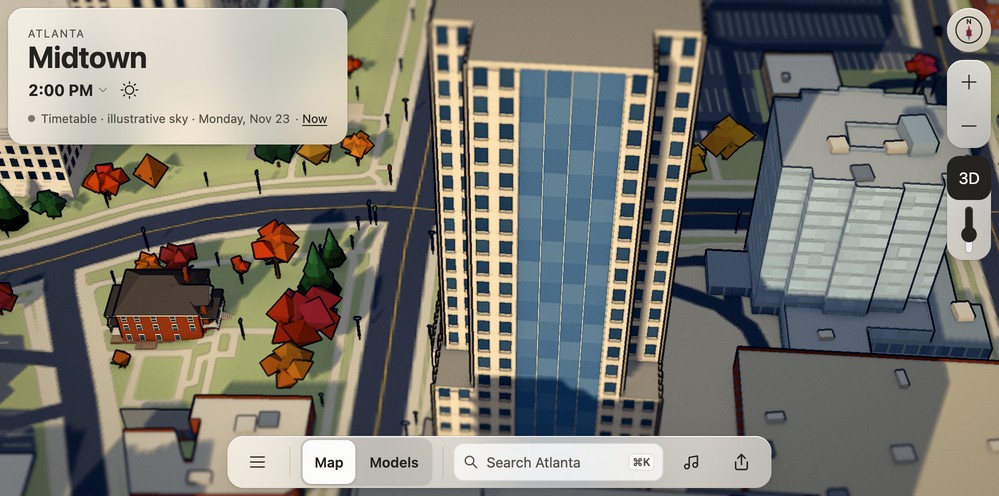 ATLANTA
Midtown
2:00 PM
Timetable · illustrative sky · Monday, Nov 23 · Now
N
+
−
3D
Map Models Search Atlanta ⌘K